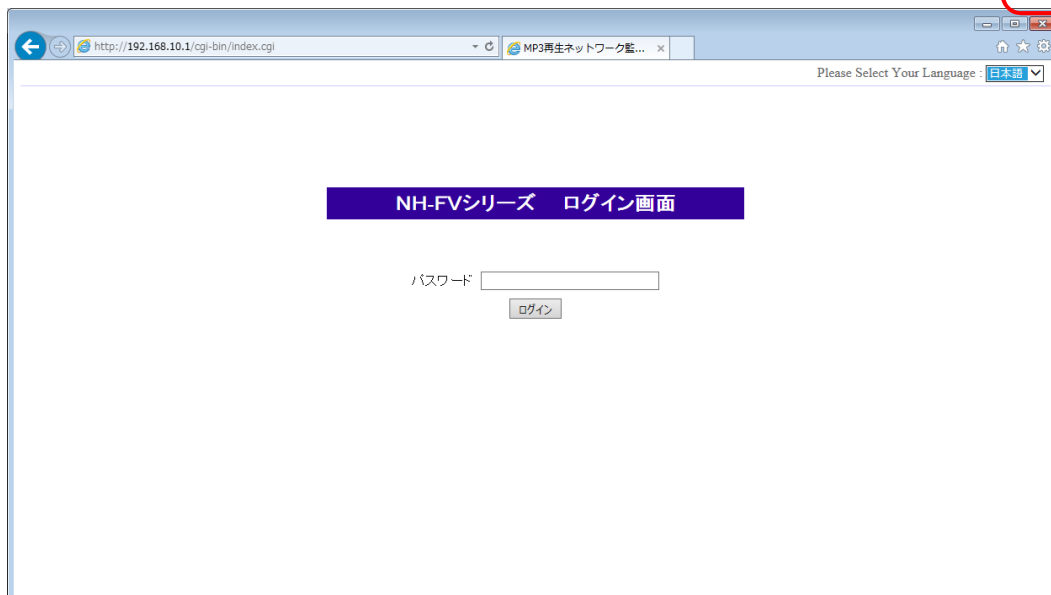 http://192.168.10.1/cgi-bin/index.cgi
MP3再生ネットワーク監...
Please Select Your Language : 日本語
NH-FVシリーズ ログイン画面
パスワード
ログイン